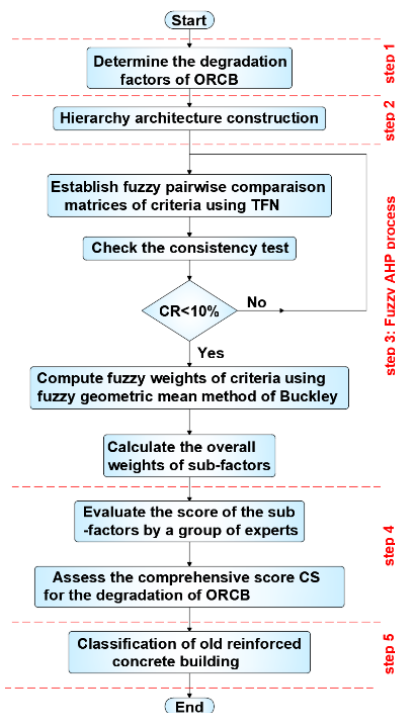 Start
step 1
Determine the degradation
factors of ORCB
step 2
Hierarchy architecture construction
step 3: Fuzzy AHP process
Establish fuzzy pairwise comparaison
matrices of criteria using TFN
Check the consistency test
CR<10%
No
Yes
Compute fuzzy weights of criteria using
fuzzy geometric mean method of Buckley
Calculate the overall
weights of sub-factors
step 4
Evaluate the score of the sub
-factors by a group of experts
Assess the comprehensive score CS
for the degradation of ORCB
step 5
Classification of old reinforced
concrete building
End